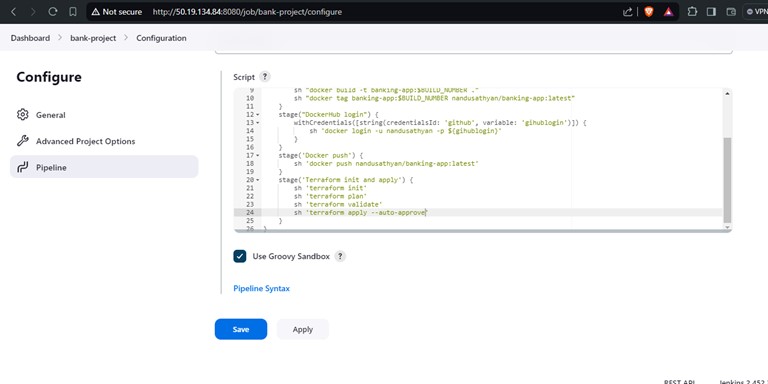 Not secure http://50.19.134.84:8080/job/bank-project/configure
VPN
Dashboard > bank-project > Configuration
Configure
General
Advanced Project Options
Pipeline
Script ?
9 sh "docker build -t banking-app:$BUILD_NUMBER ."
10 sh "docker tag banking-app:$BUILD_NUMBER nandusathyan/banking-app:latest"
11 }
12 stage("DockerHub login") {
13 withCredentials([string(credentialsId: 'github', variable: 'gihublogin')]) {
14 sh 'docker login -u nandusathyan -p ${gihublogin}'
15 }
16 }
17 stage('Docker push') {
18 sh 'docker push nandusathyan/banking-app:latest'
19 }
20 stage('Terraform init and apply') {
21 sh 'terraform init'
22 sh 'terraform plan'
23 sh 'terraform validate'
24 sh 'terraform apply --auto-approve'
25 }
26 }
Use Groovy Sandbox ?
Pipeline Syntax
Save Apply
REST API Jenkins 2.452